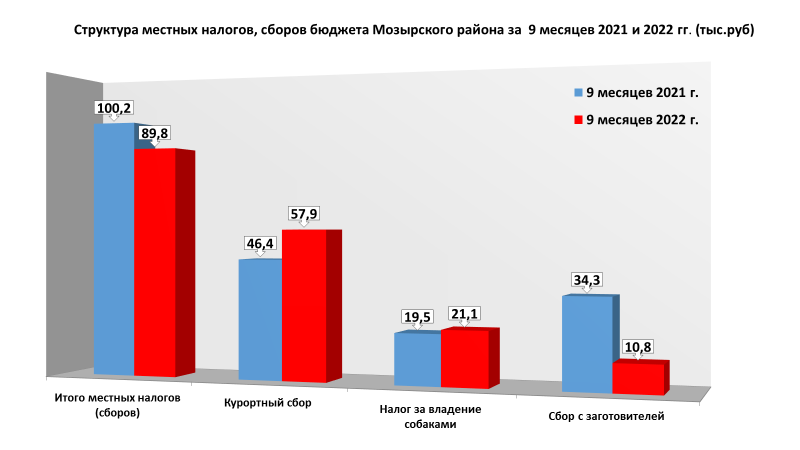 Структура местных налогов, сборов бюджета Мозырского района за 9 месяцев 2021 и 2022 гг. (тыс.руб)
9 месяцев 2021 г.
9 месяцев 2022 г.
100,2
89,8
46,4
57,9
19,5
21,1
34,3
10,8
Итого местных налогов
(сборов)
Курортный сбор
Налог за владение
собаками
Сбор с заготовителей